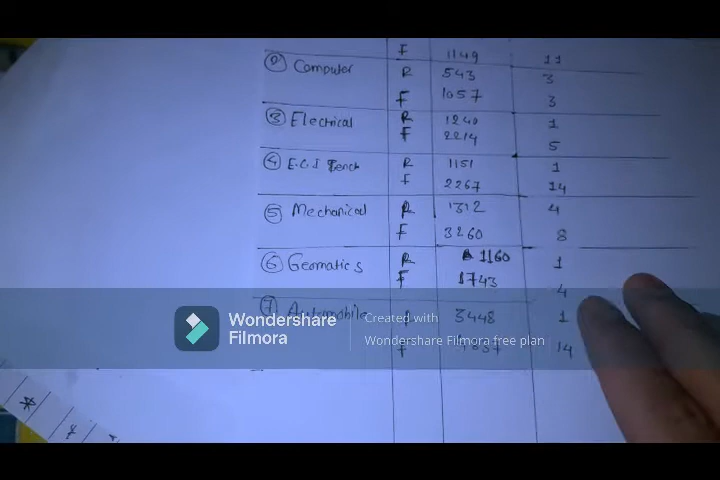 F 1149 11
② Computer R 543 3
F 1057 3
③ Electrical R 1240 1
F 2214 5
④ R 1151 1
F 2267 14
⑤ Mechanical R 1312 4
F 3260 8
⑥ Geomatics R 1160 1
F 1743 4
⑦ Automobile 3448 1
F 14
Wondershare
Filmora
Created with
Wondershare Filmora free plan